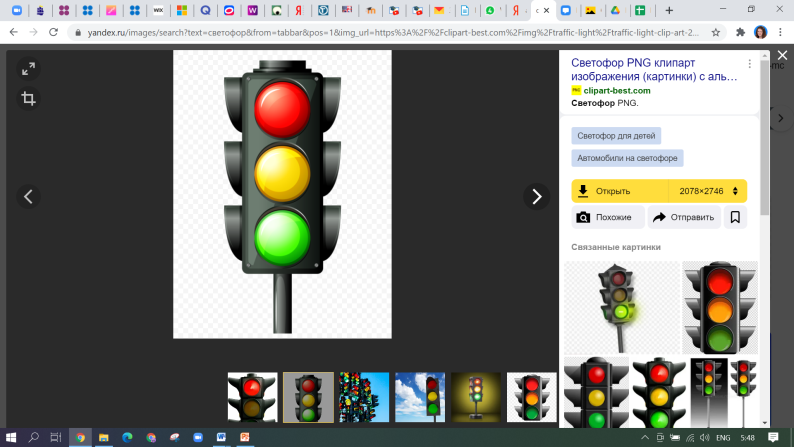 yandex.ru/images/search?text=светофор&from=tabbar&pos=1&img_url=https%3A%2F%2Fclipart-best.com%2Fimg%2Ftraffic-light%2Ftraffic-light-clip-art-2...
Светофор PNG клипарт
изображения (картинки) с аль...
clipart-best.com
Светофор PNG.
Светофор для детей
Автомобили на светофоре
Открыть
2078×2746
Похожие
Отправить
Связанные картинки
ENG
5:48